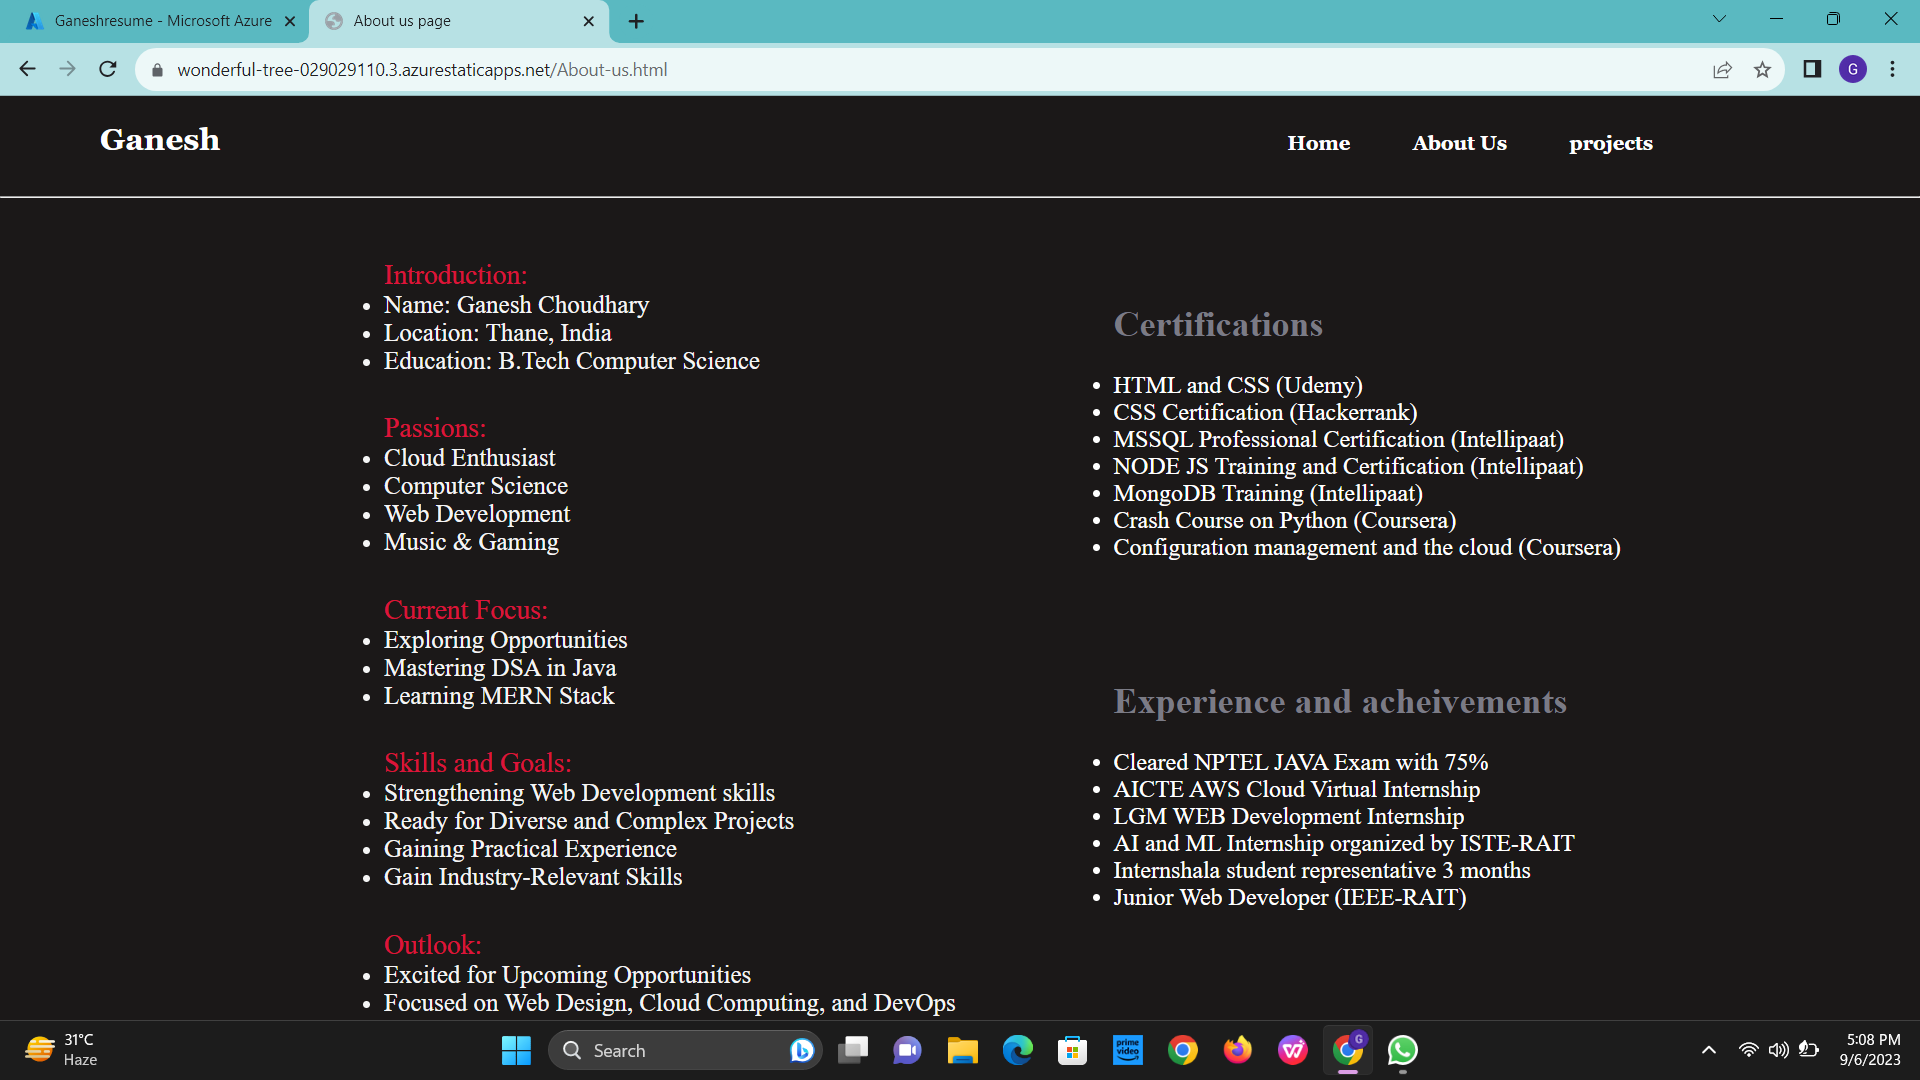 Ganeshresume - Microsoft Azure
About us page
wonderful-tree-029029110.3.azurestaticapps.net/About-us.html
G
Ganesh
Home
About Us
projects
Introduction:
Name: Ganesh Choudhary
Location: Thane, India
Education: B.Tech Computer Science
Passions:
Cloud Enthusiast
Computer Science
Web Development
Music & Gaming
Current Focus:
Exploring Opportunities
Mastering DSA in Java
Learning MERN Stack
Skills and Goals:
Strengthening Web Development skills
Ready for Diverse and Complex Projects
Gaining Practical Experience
Gain Industry-Relevant Skills
Outlook:
Excited for Upcoming Opportunities
Focused on Web Design, Cloud Computing, and DevOps
Certifications
HTML and CSS (Udemy)
CSS Certification (Hackerrank)
MSSQL Professional Certification (Intellipaat)
NODE JS Training and Certification (Intellipaat)
MongoDB Training (Intellipaat)
Crash Course on Python (Coursera)
Configuration management and the cloud (Coursera)
Experience and acheivements
Cleared NPTEL JAVA Exam with 75%
AICTE AWS Cloud Virtual Internship
LGM WEB Development Internship
AI and ML Internship organized by ISTE-RAIT
Internshala student representative 3 months
Junior Web Developer (IEEE-RAIT)
31°C
Haze
Search
prime video
G
5:08 PM
9/6/2023